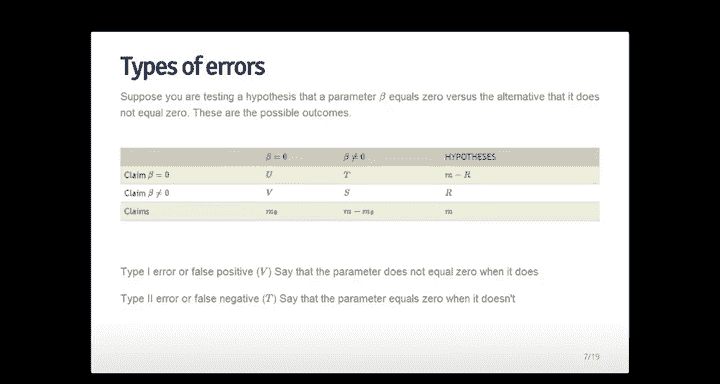 Types of errors
Suppose you are testing a hypothesis that a parameter β equals zero versus the alternative that it does
not equal zero. These are the possible outcomes.
β = 0 β ≠ 0 HYPOTHESES
Claim β = 0 U T m − R
Claim β ≠ 0 V S R
Claims m₀ m − m₀ m
Type I error or false positive (V) Say that the parameter does not equal zero when it does
Type II error or false negative (T) Say that the parameter equals zero when it doesn't
7/19